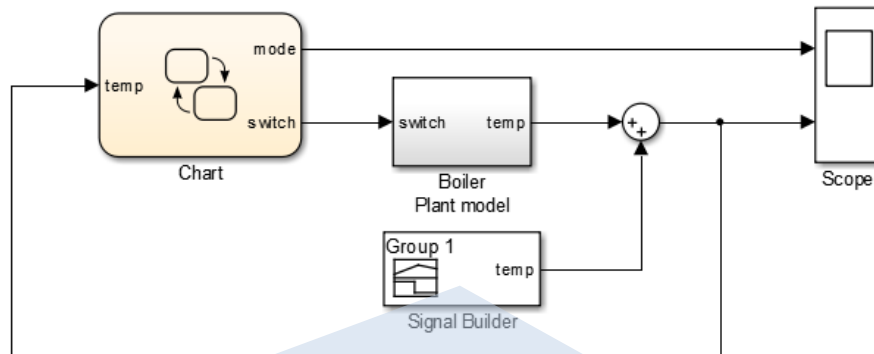 mode
temp
switch
Chart
switch
temp
Boiler
Plant model
Scope
Group 1
temp
Signal Builder